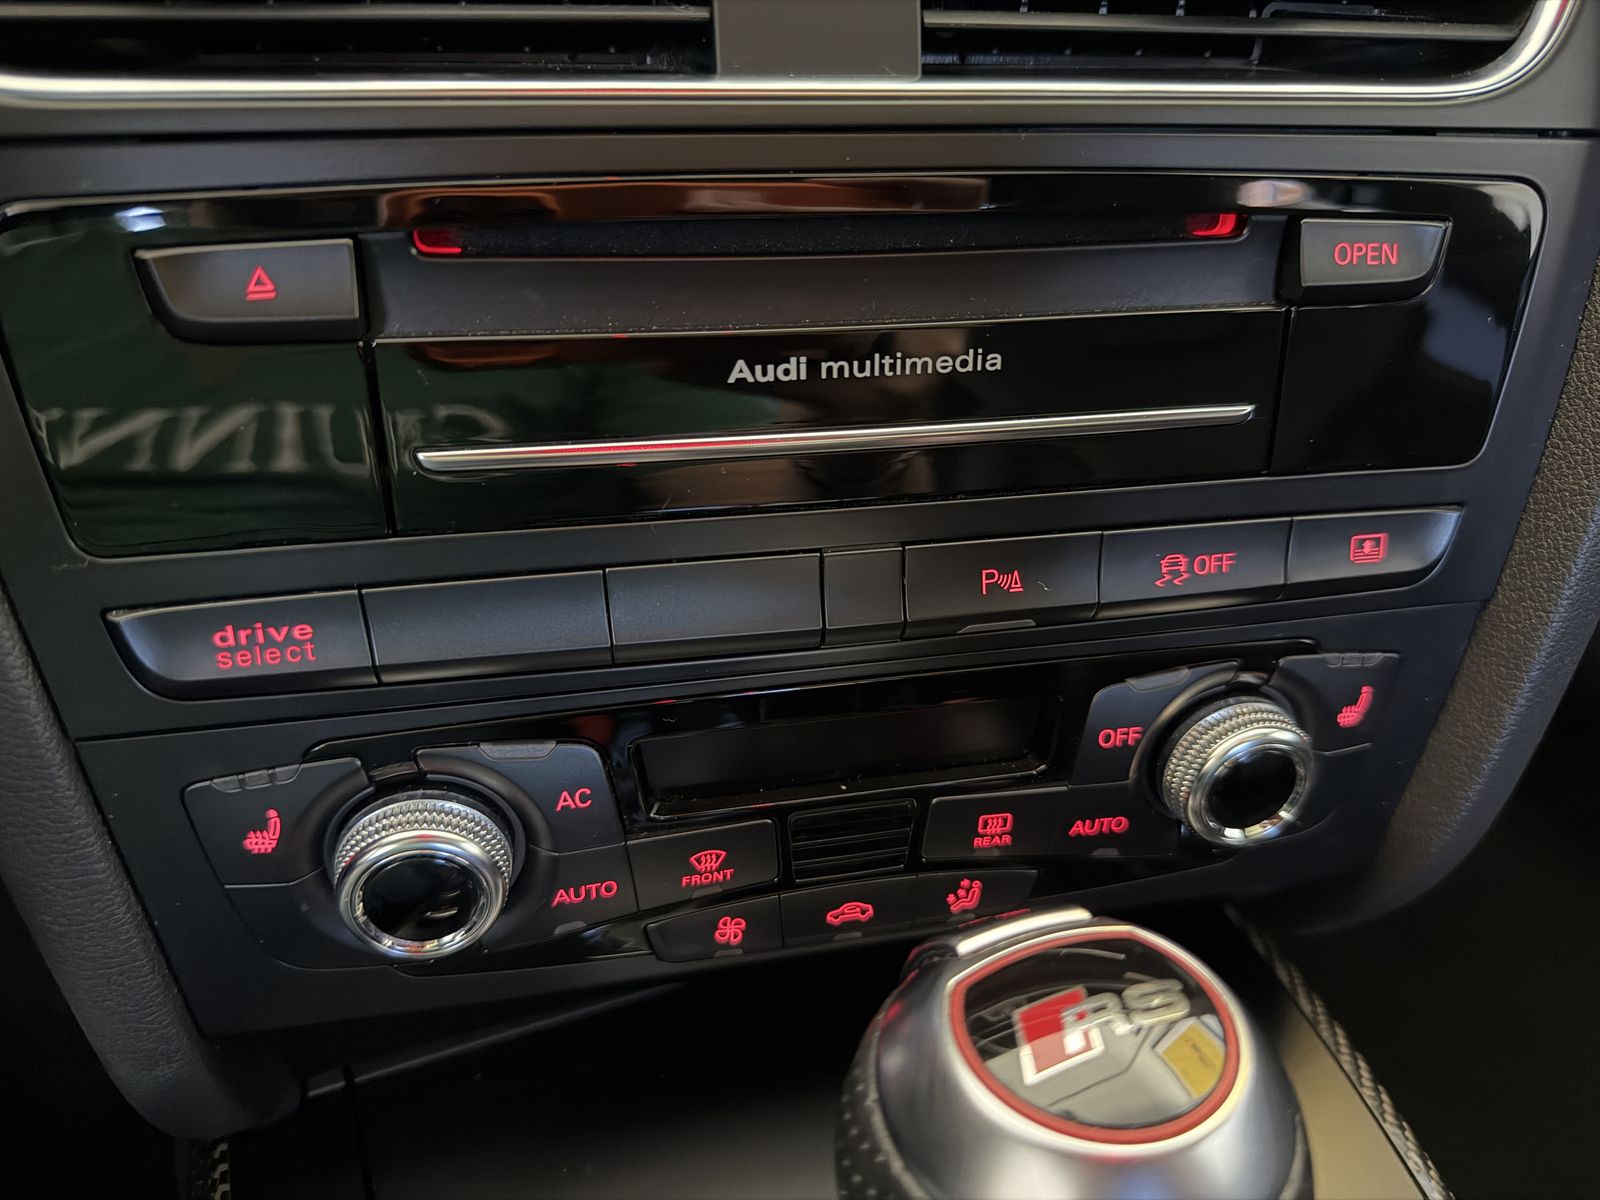 OPEN
Audi multimedia
P
OFF
drive
select
OFF
AC
AUTO
REAR
AUTO
FRONT
RS